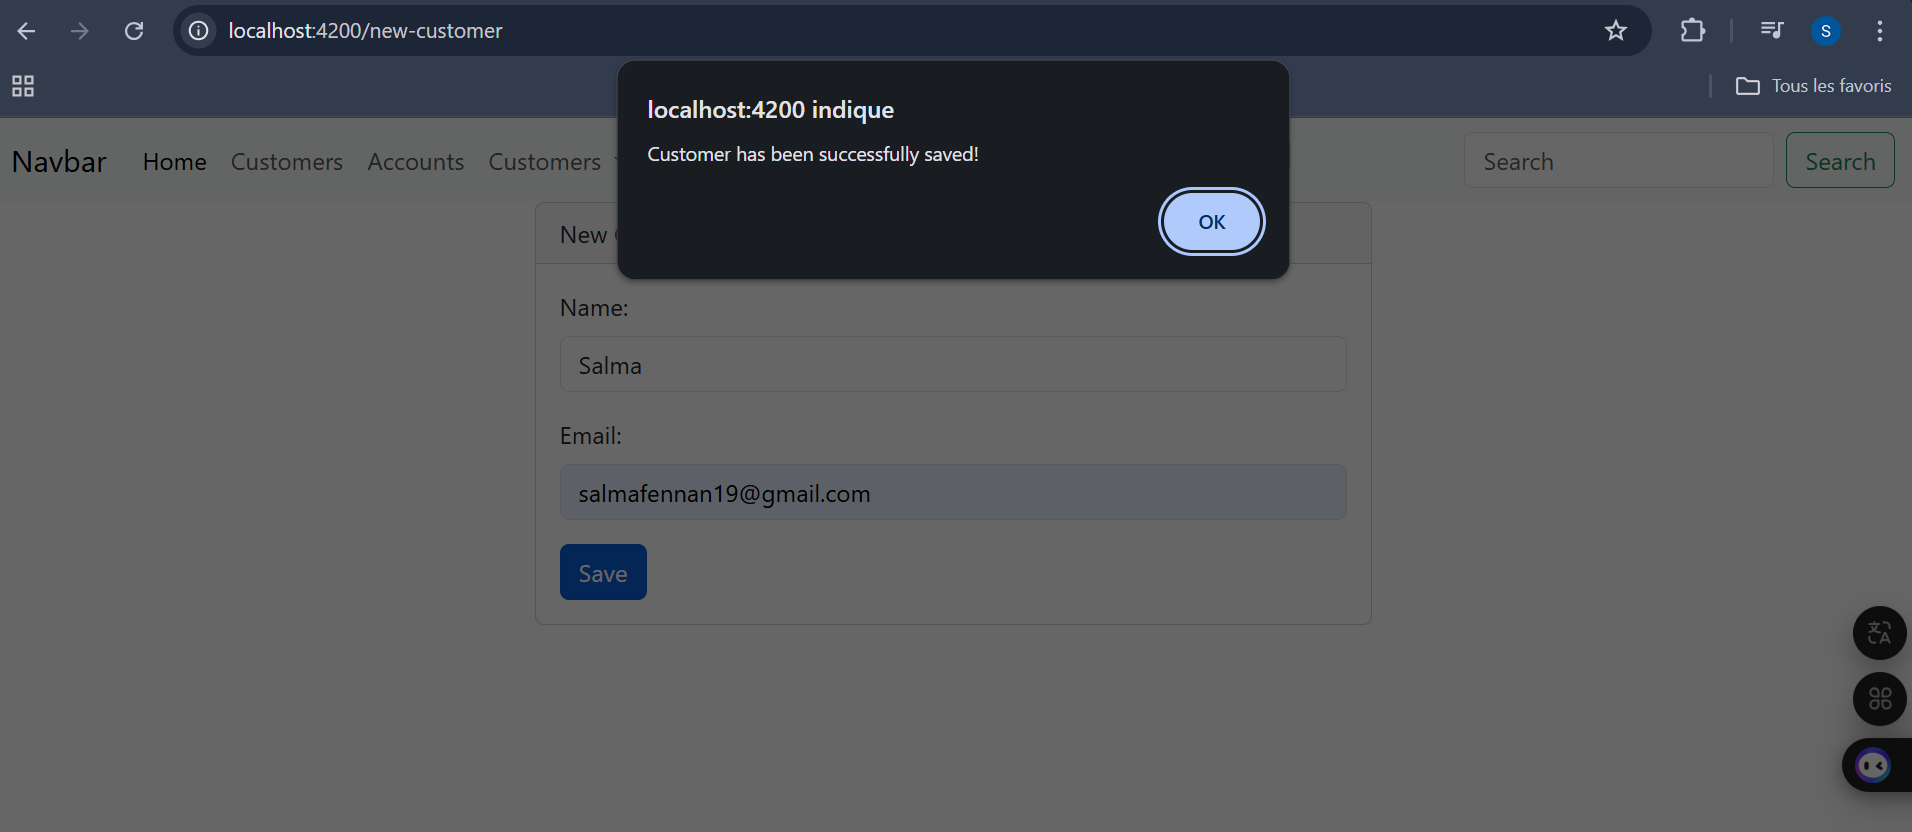 localhost:4200/new-customer
S
Tous les favoris
localhost:4200 indique
Customer has been successfully saved!
OK
Navbar Home Customers Accounts Customers Search Search
New
Name:
Salma
Email:
salmafennan19@gmail.com
Save